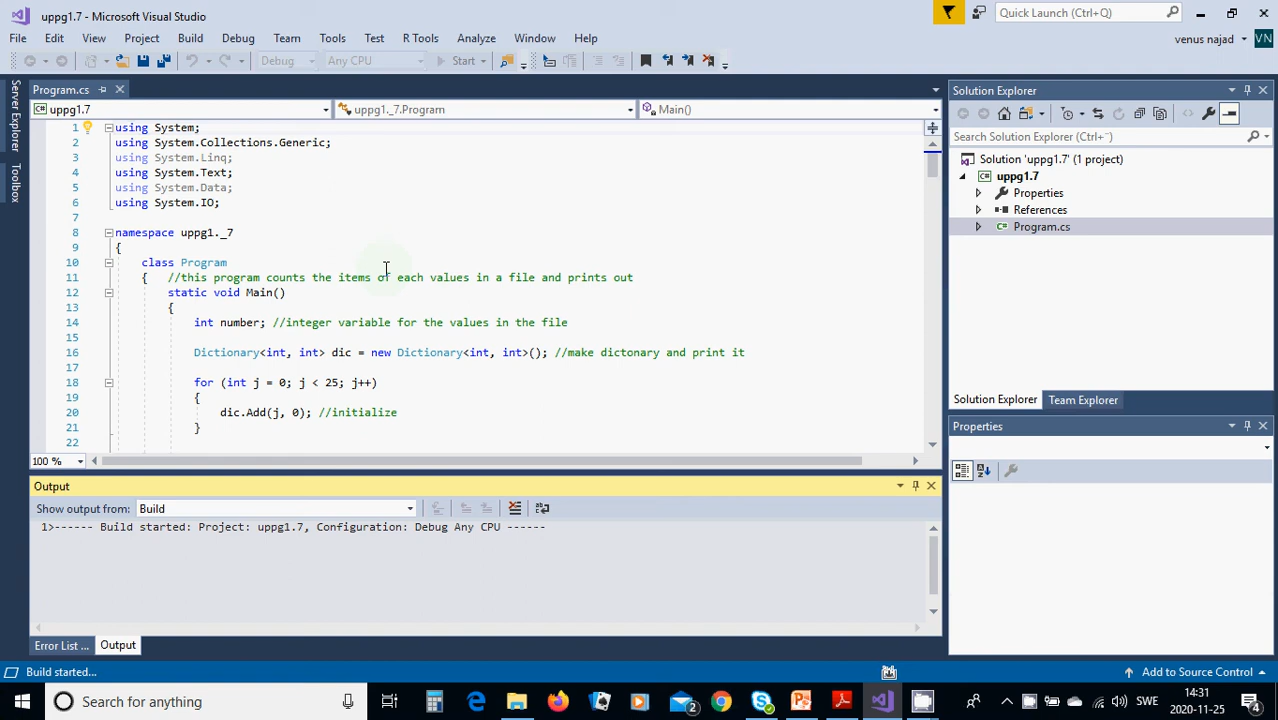 uppg1.7 - Microsoft Visual Studio
Quick Launch (Ctrl+Q)
File Edit View Project Build Debug Team Tools Test R Tools Analyze Window Help
venus najad VN
Debug Any CPU Start
Server Explorer
Toolbox
Program.cs
uppg1.7 uppg1._7.Program Main()
1 using System;
2 using System.Collections.Generic;
3 using System.Linq;
4 using System.Text;
5 using System.Data;
6 using System.IO;
7
8 namespace uppg1._7
9 {
10 class Program
11 { //this program counts the items of each values in a file and prints out
12 static void Main()
13 {
14 int number; //integer variable for the values in the file
15
16 Dictionary<int, int> dic = new Dictionary<int, int>(); //make dictonary and print it
17
18 for (int j = 0; j < 25; j++)
19 {
20 dic.Add(j, 0); //initialize
21 }
22
100 %
Output
Show output from: Build
1>------ Build started: Project: uppg1.7, Configuration: Debug Any CPU ------
Error List ... Output
Solution Explorer
Search Solution Explorer (Ctrl+¨)
Solution 'uppg1.7' (1 project)
uppg1.7
Properties
References
Program.cs
Solution Explorer Team Explorer
Properties
Build started... Add to Source Control
Search for anything
2
SWE
14:31
2020-11-25
4